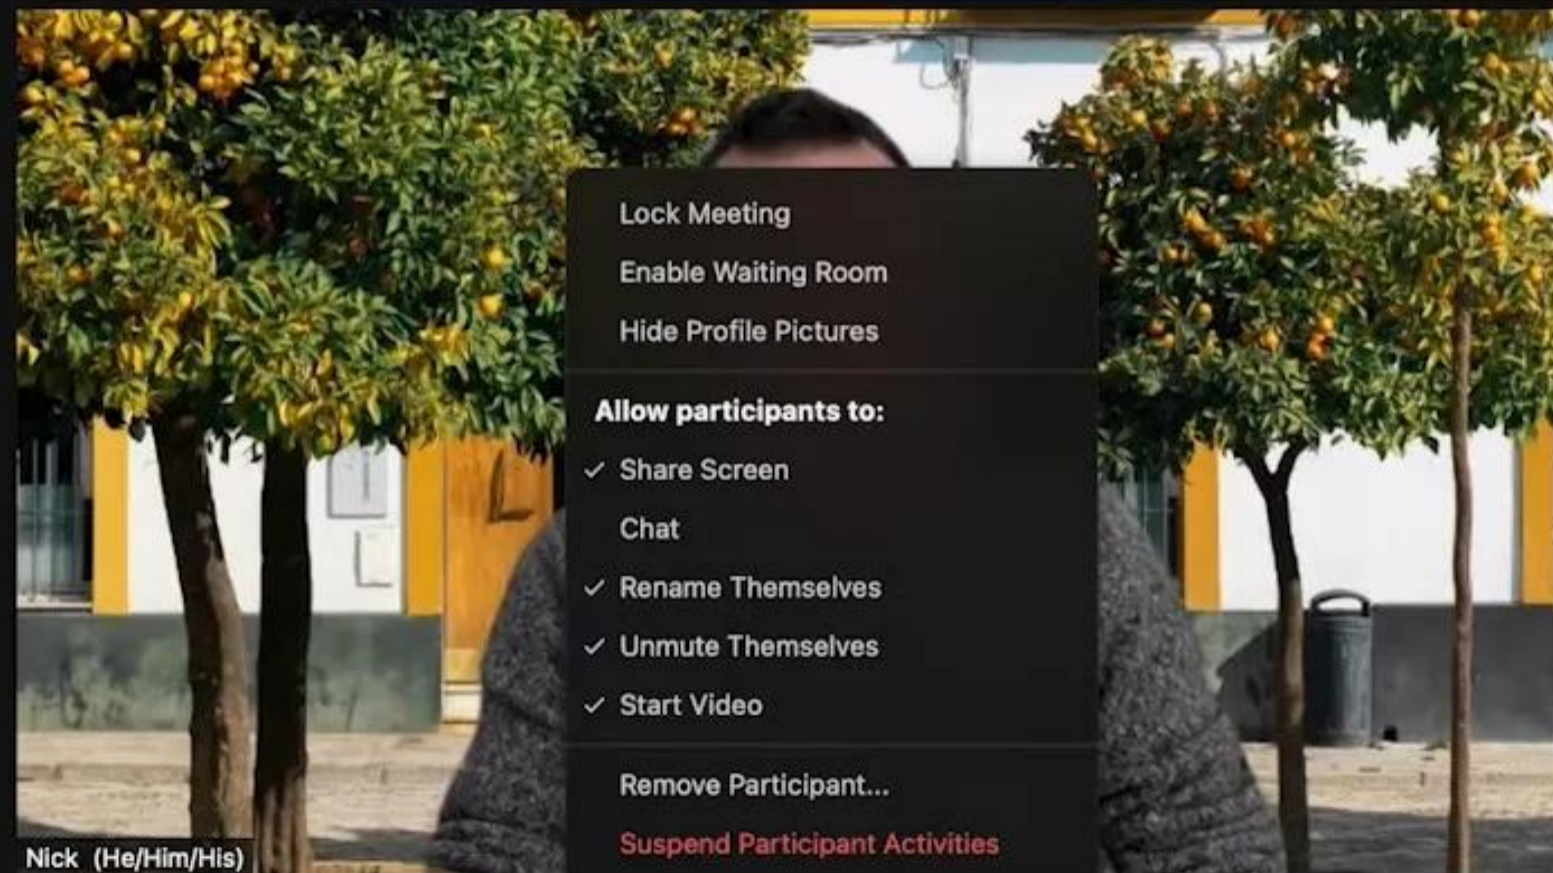 Lock Meeting
Enable Waiting Room
Hide Profile Pictures
Allow participants to:
✓ Share Screen
Chat
✓ Rename Themselves
✓ Unmute Themselves
✓ Start Video
Remove Participant...
Suspend Participant Activities
Nick (He/Him/His)